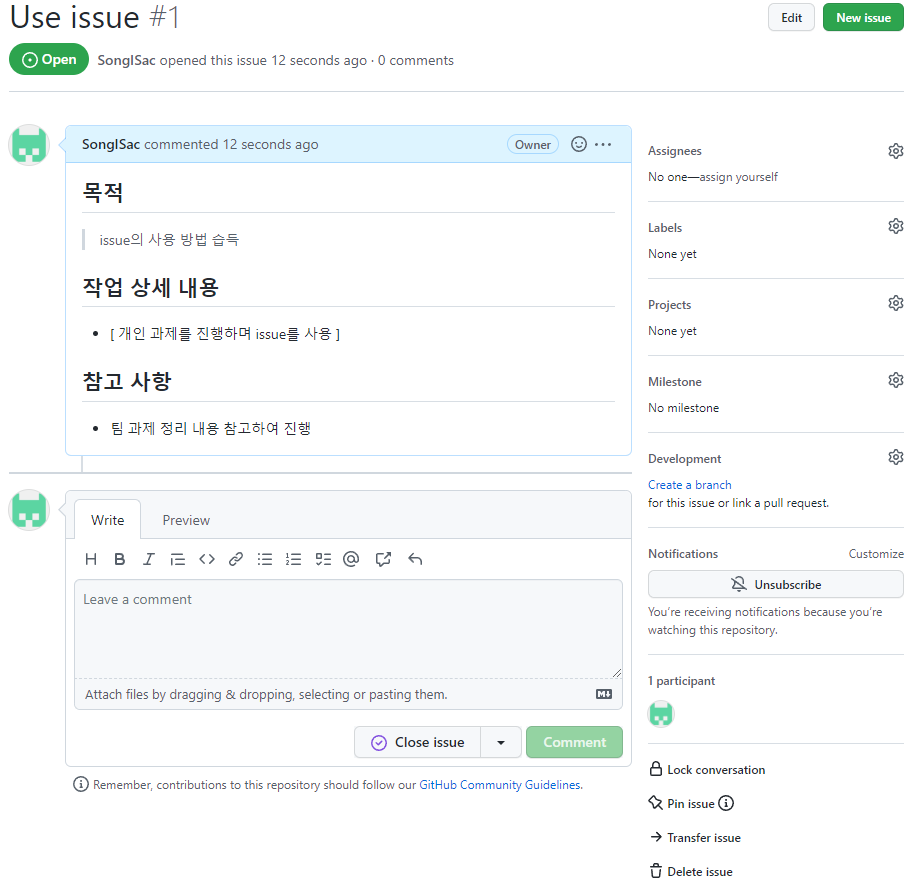 Use issue #1
Edit
New issue
Open
SongISac opened this issue 12 seconds ago · 0 comments
SongISac commented 12 seconds ago
Owner
목적
issue의 사용 방법 습득
작업 상세 내용
[ 개인 과제를 진행하며 issue를 사용 ]
참고 사항
팀 과제 정리 내용 참고하여 진행
Write
Preview
Leave a comment
Attach files by dragging & dropping, selecting or pasting them.
Close issue
Comment
Remember, contributions to this repository should follow our GitHub Community Guidelines.
Assignees
No one—assign yourself
Labels
None yet
Projects
None yet
Milestone
No milestone
Development
Create a branch
for this issue or link a pull request.
Notifications
Customize
Unsubscribe
You’re receiving notifications because you’re
watching this repository.
1 participant
Lock conversation
Pin issue
Transfer issue
Delete issue